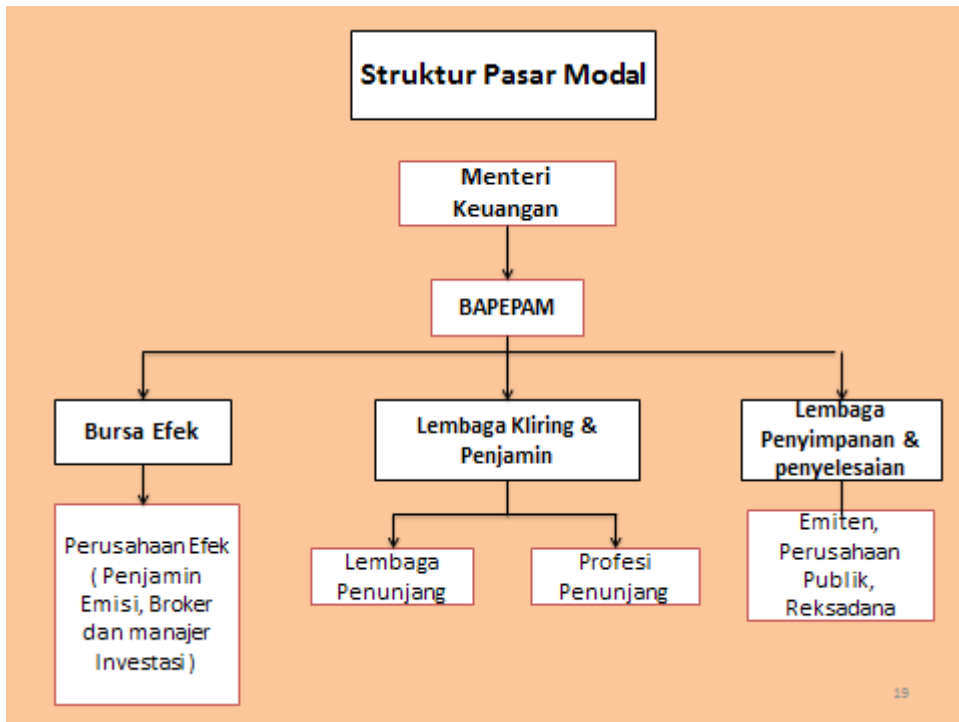 Struktur Pasar Modal
Menteri
Keuangan
BAPEPAM
Bursa Efek
Lembaga Kliring &
Penjamin
Lembaga
Penyimpanan &
penyelesaian
Perusahaan Efek
( Penjamin
Emisi, Broker
dan manajer
Investasi )
Lembaga
Penunjang
Profesi
Penunjang
Emiten,
Perusahaan
Publik,
Reksadana
19